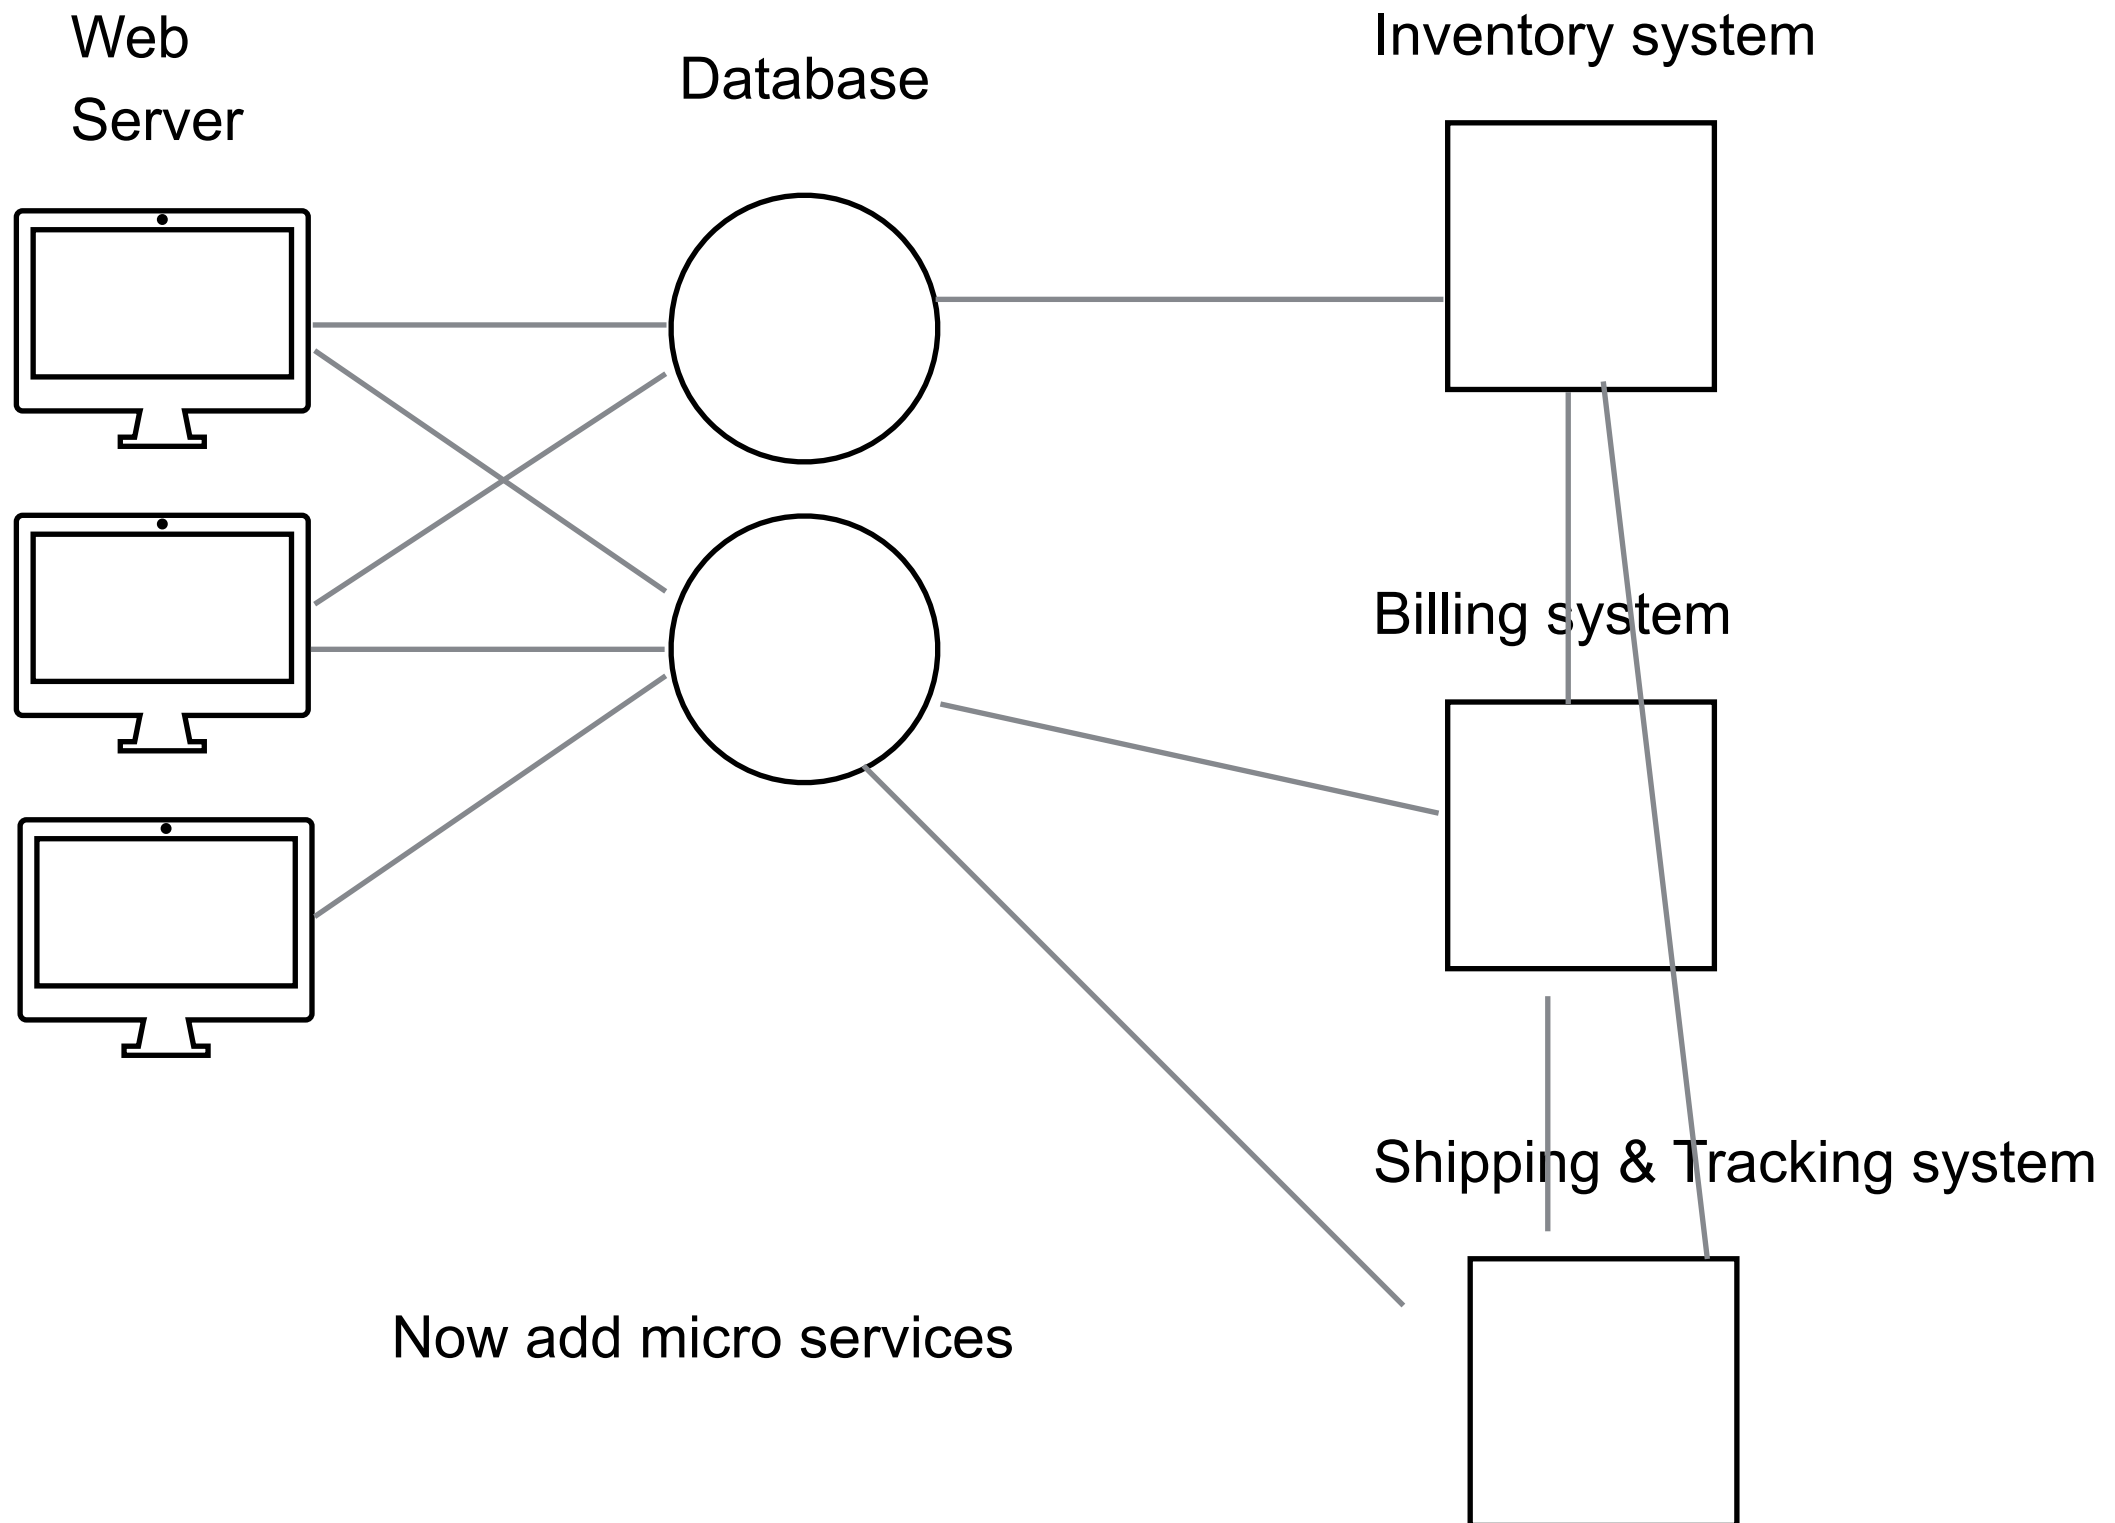 Web
Server
Database
Inventory system
Billing system
Shipping & Tracking system
Now add micro services